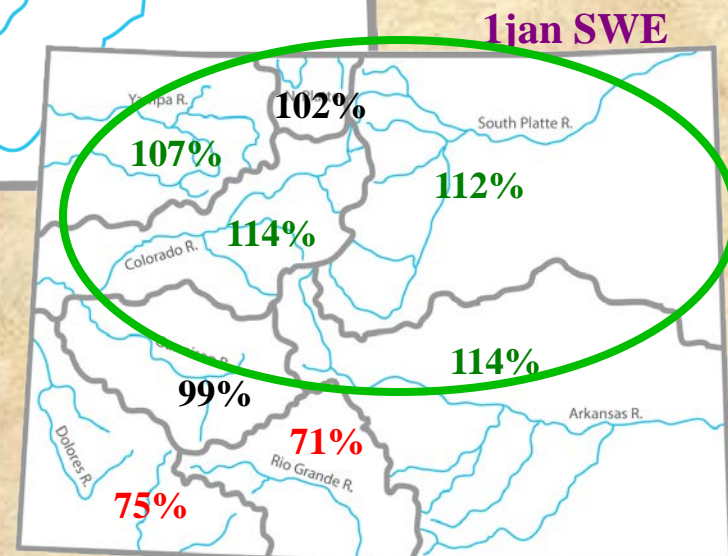 1jan SWE
102%
Yampa R.
South Platte R.
107%
112%
114%
Colorado R.
114%
99%
Arkansas R.
71%
Dolores R.
Rio Grande R.
75%